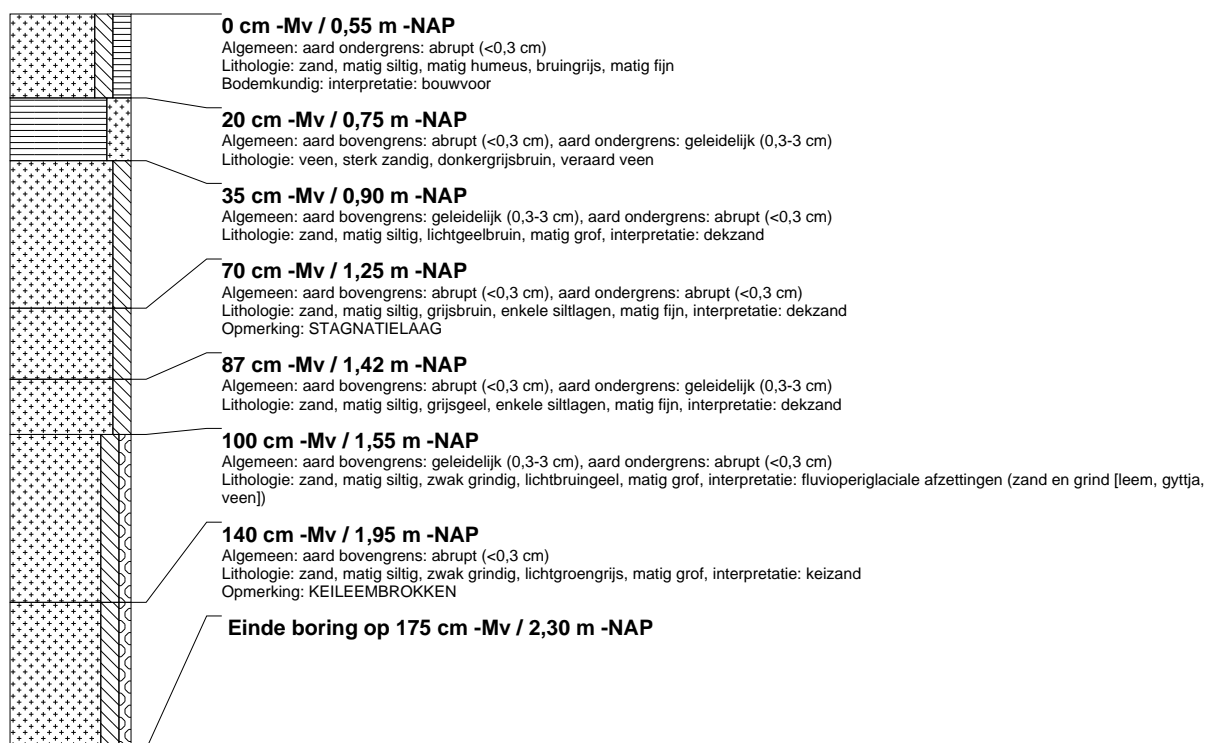 0 cm -Mv / 0,55 m -NAP
Algemeen: aard ondergrens: abrupt (<0,3 cm)
Lithologie: zand, matig siltig, matig humeus, bruingrijs, matig fijn
Bodemkundig: interpretatie: bouwvoor
20 cm -Mv / 0,75 m -NAP
Algemeen: aard bovengrens: abrupt (<0,3 cm), aard ondergrens: geleidelijk (0,3-3 cm)
Lithologie: veen, sterk zandig, donkergrijsbruin, veraard veen
35 cm -Mv / 0,90 m -NAP
Algemeen: aard bovengrens: geleidelijk (0,3-3 cm), aard ondergrens: abrupt (<0,3 cm)
Lithologie: zand, matig siltig, lichtgeelbruin, matig grof, interpretatie: dekzand
70 cm -Mv / 1,25 m -NAP
Algemeen: aard bovengrens: abrupt (<0,3 cm), aard ondergrens: abrupt (<0,3 cm)
Lithologie: zand, matig siltig, grijsbruin, enkele siltlagen, matig fijn, interpretatie: dekzand
Opmerking: STAGNATIELAAG
87 cm -Mv / 1,42 m -NAP
Algemeen: aard bovengrens: abrupt (<0,3 cm), aard ondergrens: geleidelijk (0,3-3 cm)
Lithologie: zand, matig siltig, grijsgeel, enkele siltlagen, matig fijn, interpretatie: dekzand
100 cm -Mv / 1,55 m -NAP
Algemeen: aard bovengrens: geleidelijk (0,3-3 cm), aard ondergrens: abrupt (<0,3 cm)
Lithologie: zand, matig siltig, zwak grindig, lichtbruingeel, matig grof, interpretatie: fluvioperiglaciale afzettingen (zand en grind [leem, gyttja,
veen])
140 cm -Mv / 1,95 m -NAP
Algemeen: aard bovengrens: abrupt (<0,3 cm)
Lithologie: zand, matig siltig, zwak grindig, lichtgroengrijs, matig grof, interpretatie: keizand
Opmerking: KEILEEMBROKKEN
Einde boring op 175 cm -Mv / 2,30 m -NAP